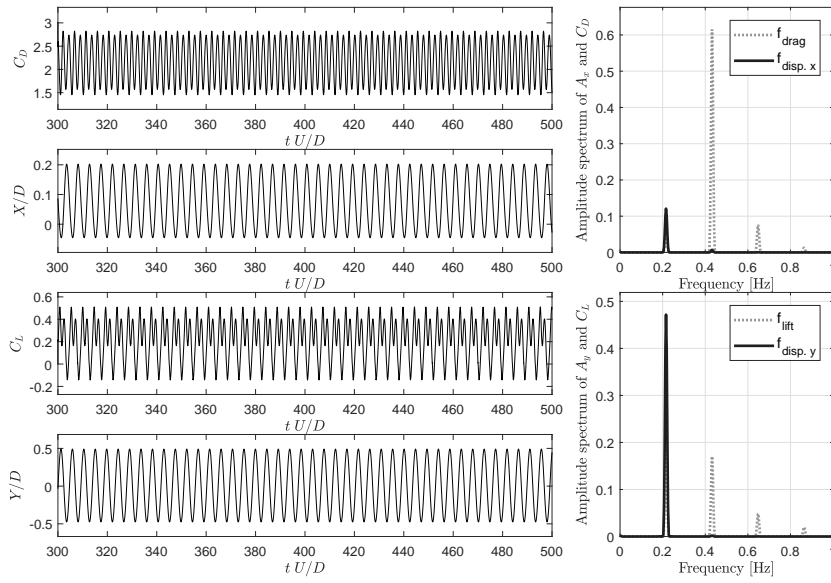 3
2.5
2
1.5
C_D
300 320 340 360 380 400 420 440 460 480 500
t U/D
0.2
0.1
0
X/D
300 320 340 360 380 400 420 440 460 480 500
t U/D
0.6
0.4
0.2
0
-0.2
C_L
300 320 340 360 380 400 420 440 460 480 500
t U/D
0.5
0
-0.5
Y/D
300 320 340 360 380 400 420 440 460 480 500
t U/D
Amplitude spectrum of A_x and C_D
0.6
0.5
0.4
0.3
0.2
0.1
0
f_drag
f_disp. x
0 0.2 0.4 0.6 0.8 1
Frequency [Hz]
Amplitude spectrum of A_y and C_L
0.5
0.4
0.3
0.2
0.1
0
f_lift
f_disp. y
0 0.2 0.4 0.6 0.8 1
Frequency [Hz]